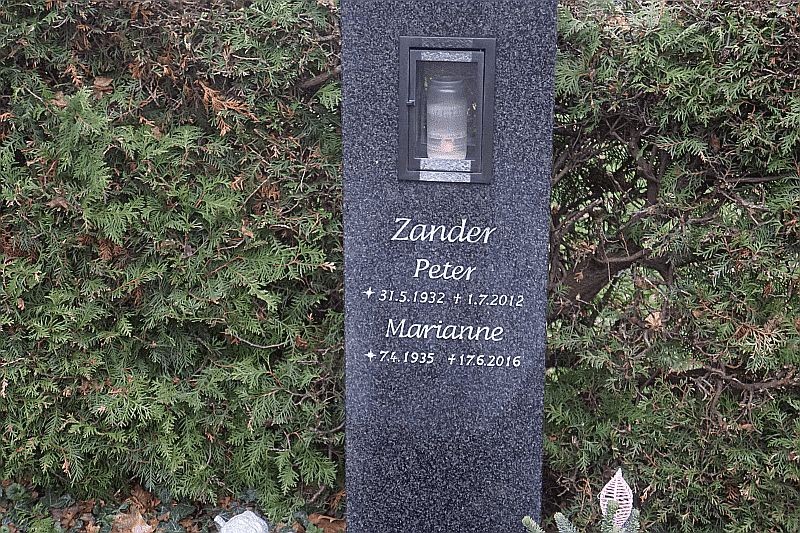 Zander
Peter
✦ 31.5.1932 † 1.7.2012
Marianne
✦ 7.4.1935 † 17.6.2016